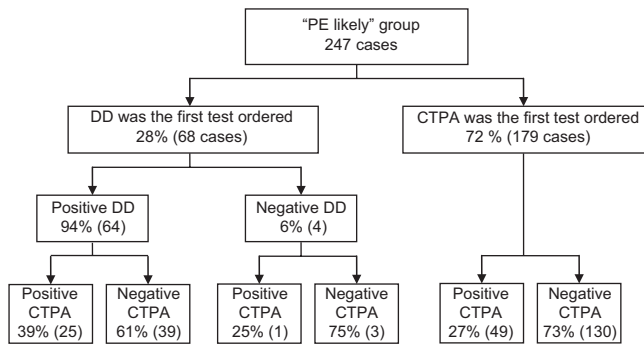 “PE likely” group
247 cases
DD was the first test ordered
28% (68 cases)
CTPA was the first test ordered
72 % (179 cases)
Positive DD
94% (64)
Negative DD
6% (4)
Positive
CTPA
39% (25)
Negative
CTPA
61% (39)
Positive
CTPA
25% (1)
Negative
CTPA
75% (3)
Positive
CTPA
27% (49)
Negative
CTPA
73% (130)